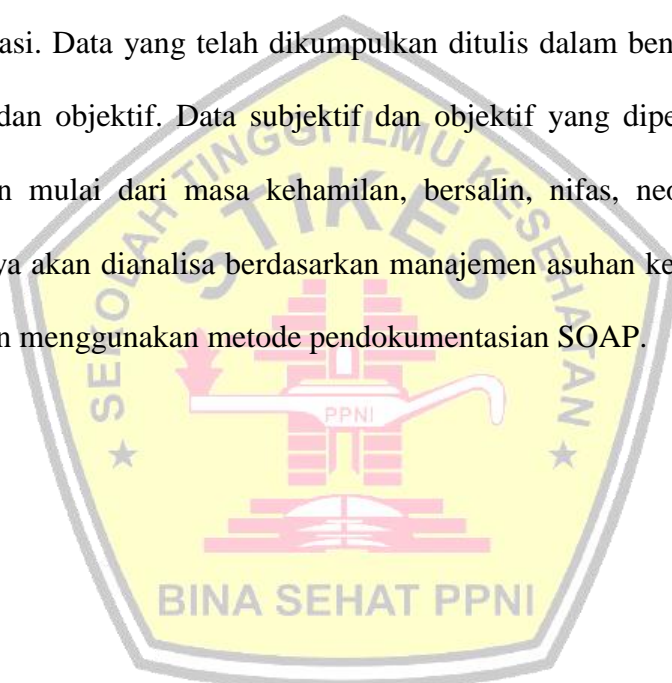 asi. Data yang telah dikumpulkan ditulis dalam ben
dan objektif. Data subjektif dan objektif yang dipe
n mulai dari masa kehamilan, bersalin, nifas, neo
ya akan dianalisa berdasarkan manajemen asuhan ke
n menggunakan metode pendokumentasian SOAP.
SEKOLAH TINGGI ILMU KESEHATAN
STIKES
PPNI
BINA SEHAT PPNI